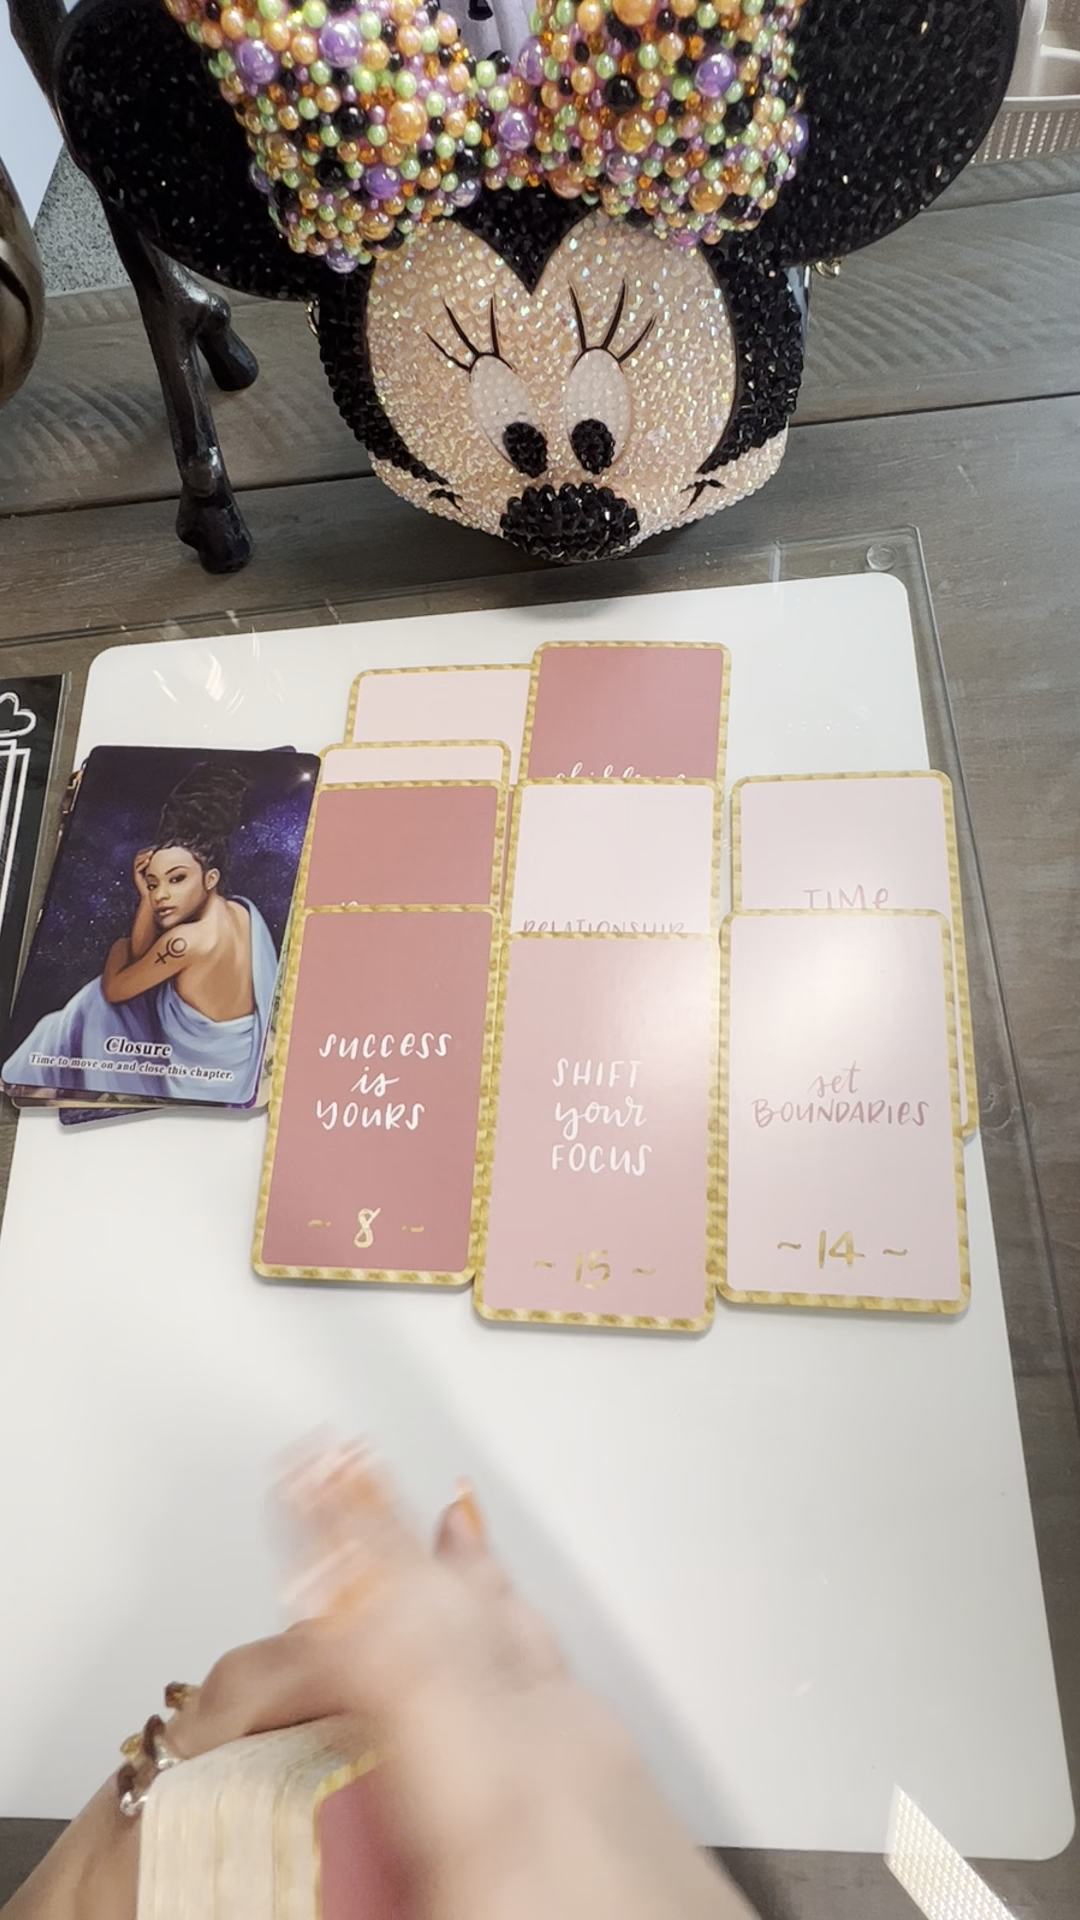 Closure
Time to move on and close this chapter.
SUCCESS
is
YOURS
~ 8 ~
RELATIONSHIP
SHIFT
your
FOCUS
~ 15 ~
TIME
set
BOUNDARIES
~ 14 ~